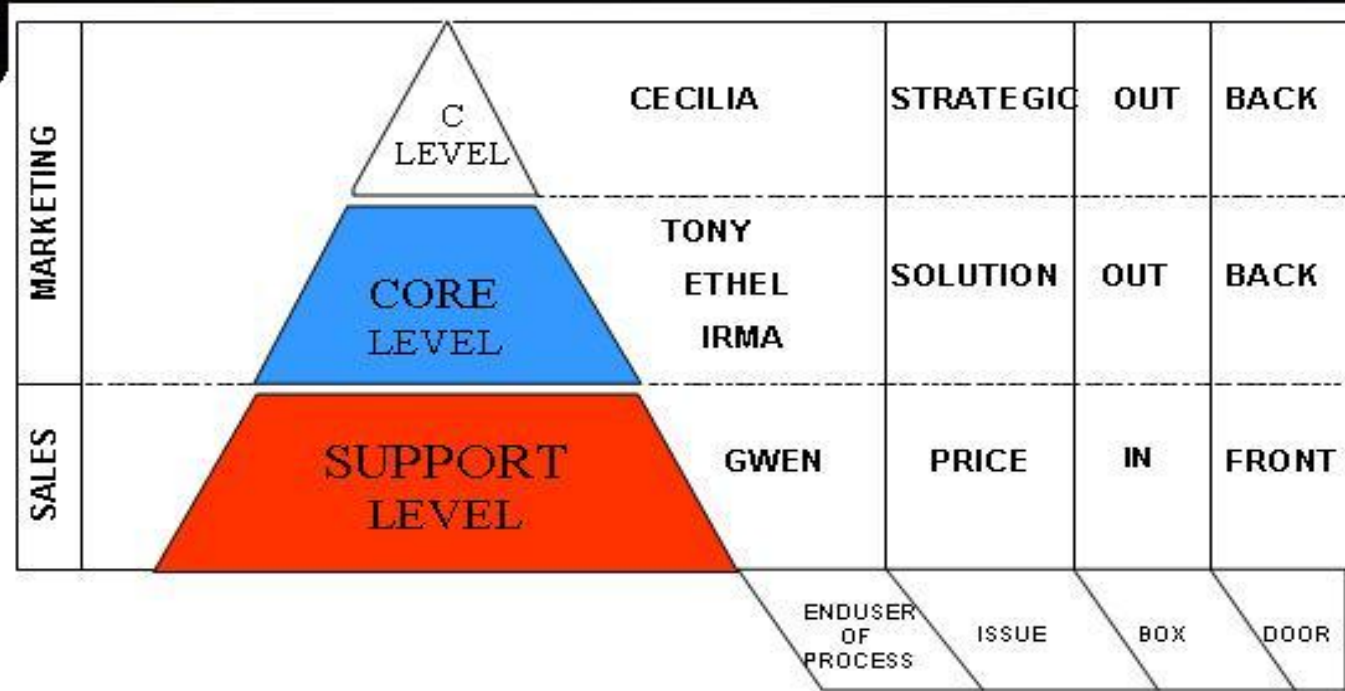 MARKETING
C
LEVEL
CECILIA
STRATEGIC
OUT
BACK
CORE
LEVEL
TONY
ETHEL
IRMA
SOLUTION
OUT
BACK
SALES
SUPPORT
LEVEL
GWEN
PRICE
IN
FRONT
ENDUSER
OF
PROCESS
ISSUE
BOX
DOOR